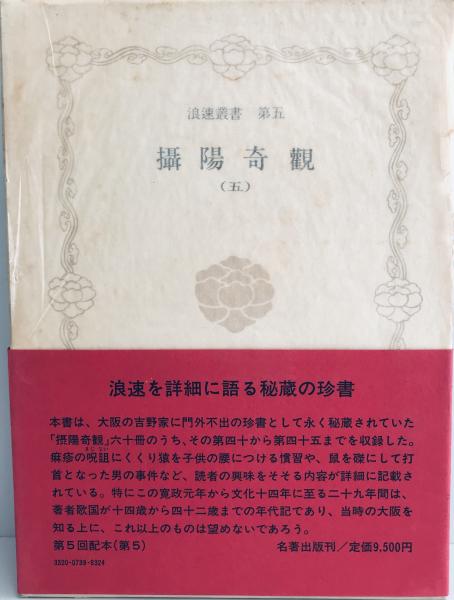 浪速叢書 第五
攝陽奇觀
(五)
浪速を詳細に語る秘蔵の珍書
本書は、大阪の吉野家に門外不出の珍書として永く秘蔵されていた
「摂陽奇観」六十冊のうち、その第四十から第四十五までを収録した。
麻疹の呪詛にくくり猿を子供の腰につける慣習や、鼠を磔にして打
まじない
首となった男の事件など、読者の興味をそそる内容が詳細に記載さ
れている。特にこの寛政元年から文化十四年に至る二十九年間は、
著者歌国が十四歳から四十二歳までの年代記であり、当時の大阪を
知る上に、これ以上のものは望めないであろう。
第5回配本(第5) 名著出版刊/定価9,500円
3320-0739-8324